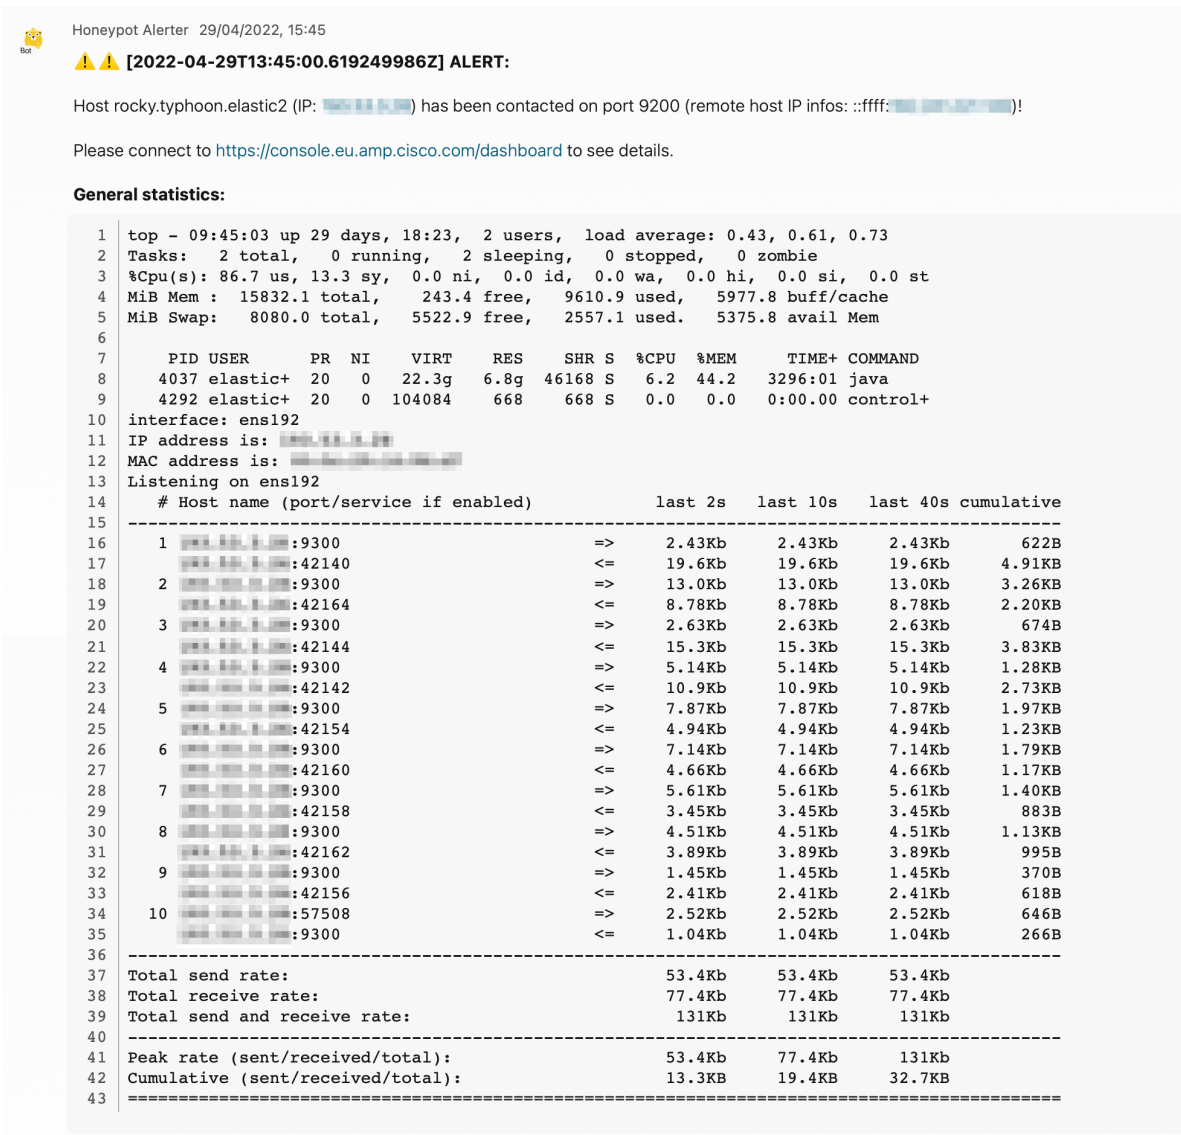 Honeypot Alerter 29/04/2022, 15:45
Bot
[2022-04-29T13:45:00.619249986Z] ALERT:
Host rocky.typhoon.elastic2 (IP: ) has been contacted on port 9200 (remote host IP infos: ::ffff: )!
Please connect to https://console.eu.amp.cisco.com/dashboard to see details.
General statistics:
1 top - 09:45:03 up 29 days, 18:23, 2 users, load average: 0.43, 0.61, 0.73
2 Tasks: 2 total, 0 running, 2 sleeping, 0 stopped, 0 zombie
3 %Cpu(s): 86.7 us, 13.3 sy, 0.0 ni, 0.0 id, 0.0 wa, 0.0 hi, 0.0 si, 0.0 st
4 MiB Mem : 15832.1 total, 243.4 free, 9610.9 used, 5977.8 buff/cache
5 MiB Swap: 8080.0 total, 5522.9 free, 2557.1 used. 5375.8 avail Mem
6
7 PID USER PR NI VIRT RES SHR S %CPU %MEM TIME+ COMMAND
8 4037 elastic+ 20 0 22.3g 6.8g 46168 S 6.2 44.2 3296:01 java
9 4292 elastic+ 20 0 104084 668 668 S 0.0 0.0 0:00.00 control+
10 interface: ens192
11 IP address is:
12 MAC address is:
13 Listening on ens192
14 # Host name (port/service if enabled) last 2s last 10s last 40s cumulative
15 --------------------------------------------------------------------------------------------
16 1 :9300 => 2.43Kb 2.43Kb 2.43Kb 622B
17 :42140 <= 19.6Kb 19.6Kb 19.6Kb 4.91KB
18 2 :9300 => 13.0Kb 13.0Kb 13.0Kb 3.26KB
19 :42164 <= 8.78Kb 8.78Kb 8.78Kb 2.20KB
20 3 :9300 => 2.63Kb 2.63Kb 2.63Kb 674B
21 :42144 <= 15.3Kb 15.3Kb 15.3Kb 3.83KB
22 4 :9300 => 5.14Kb 5.14Kb 5.14Kb 1.28KB
23 :42142 <= 10.9Kb 10.9Kb 10.9Kb 2.73KB
24 5 :9300 => 7.87Kb 7.87Kb 7.87Kb 1.97KB
25 :42154 <= 4.94Kb 4.94Kb 4.94Kb 1.23KB
26 6 :9300 => 7.14Kb 7.14Kb 7.14Kb 1.79KB
27 :42160 <= 4.66Kb 4.66Kb 4.66Kb 1.17KB
28 7 :9300 => 5.61Kb 5.61Kb 5.61Kb 1.40KB
29 :42158 <= 3.45Kb 3.45Kb 3.45Kb 883B
30 8 :9300 => 4.51Kb 4.51Kb 4.51Kb 1.13KB
31 :42162 <= 3.89Kb 3.89Kb 3.89Kb 995B
32 9 :9300 => 1.45Kb 1.45Kb 1.45Kb 370B
33 :42156 <= 2.41Kb 2.41Kb 2.41Kb 618B
34 10 :57508 => 2.52Kb 2.52Kb 2.52Kb 646B
35 :9300 <= 1.04Kb 1.04Kb 1.04Kb 266B
36 --------------------------------------------------------------------------------------------
37 Total send rate: 53.4Kb 53.4Kb 53.4Kb
38 Total receive rate: 77.4Kb 77.4Kb 77.4Kb
39 Total send and receive rate: 131Kb 131Kb 131Kb
40 --------------------------------------------------------------------------------------------
41 Peak rate (sent/received/total): 53.4Kb 77.4Kb 131Kb
42 Cumulative (sent/received/total): 13.3KB 19.4KB 32.7KB
43 ============================================================================================